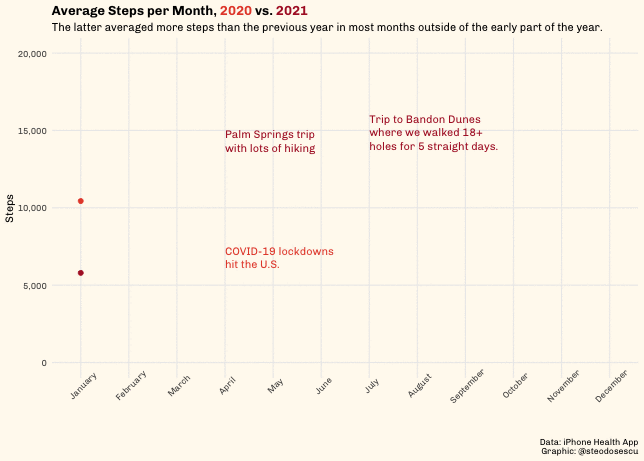 Average Steps per Month, 2020 vs. 2021
The latter averaged more steps than the previous year in most months outside of the early part of the year.
20,000
15,000
10,000
5,000
0
Steps
Palm Springs trip
with lots of hiking
Trip to Bandon Dunes
where we walked 18+
holes for 5 straight days.
COVID-19 lockdowns
hit the U.S.
January
February
March
April
May
June
July
August
September
October
November
December
Data: iPhone Health App
Graphic: @steodosescu